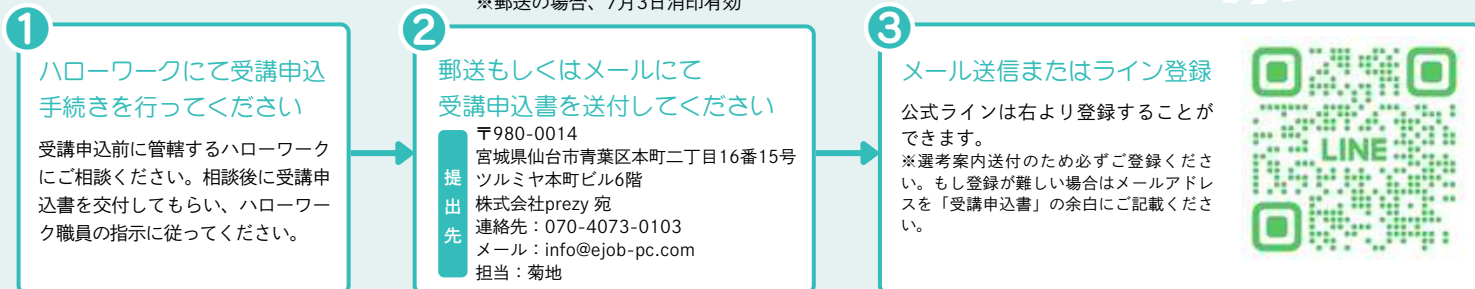 ※郵送の場合、7月3日消印有効
1
ハローワークにて受講申込
手続きを行ってください
受講申込前に管轄するハローワーク
にご相談ください。相談後に受講申
込書を交付してもらい、ハローワー
ク職員の指示に従ってください。
2
郵送もしくはメールにて
受講申込書を送付してください
提出先
〒980-0014
宮城県仙台市青葉区本町二丁目16番15号
ツルミヤ本町ビル6階
株式会社prezy 宛
連絡先：070-4073-0103
メール：info@ejob-pc.com
担当：菊地
3
メール送信またはライン登録
公式ラインは右より登録することが
できます。
※選考案内送付のため必ずご登録くださ
い。もし登録が難しい場合はメールアドレ
スを「受講申込書」の余白にご記載くださ
い。
LINE